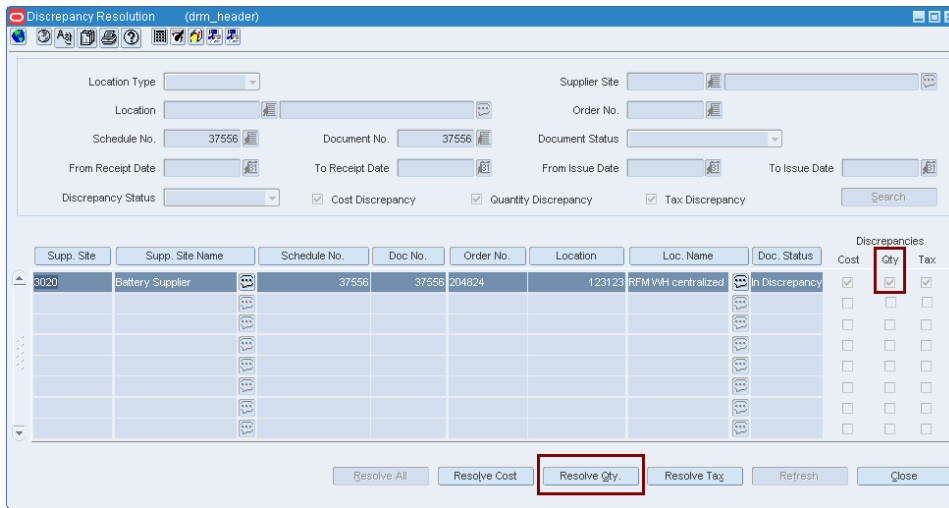 Discrepancy Resolution (drm_header)
Location Type Supplier Site
Location Order No.
Schedule No. 37556 Document No. 37556 Document Status
From Receipt Date To Receipt Date From Issue Date To Issue Date
Discrepancy Status Cost Discrepancy Quantity Discrepancy Tax Discrepancy Search
Discrepancies
Supp. Site Supp. Site Name Schedule No. Doc No. Order No. Location Loc. Name Doc. Status Cost Qty Tax
3020 Battery Supplier 37556 37556 204824 123123 RFM WH centralized In Discrepancy
Resolve All Resolve Cost Resolve Qty. Resolve Tax Refresh Close